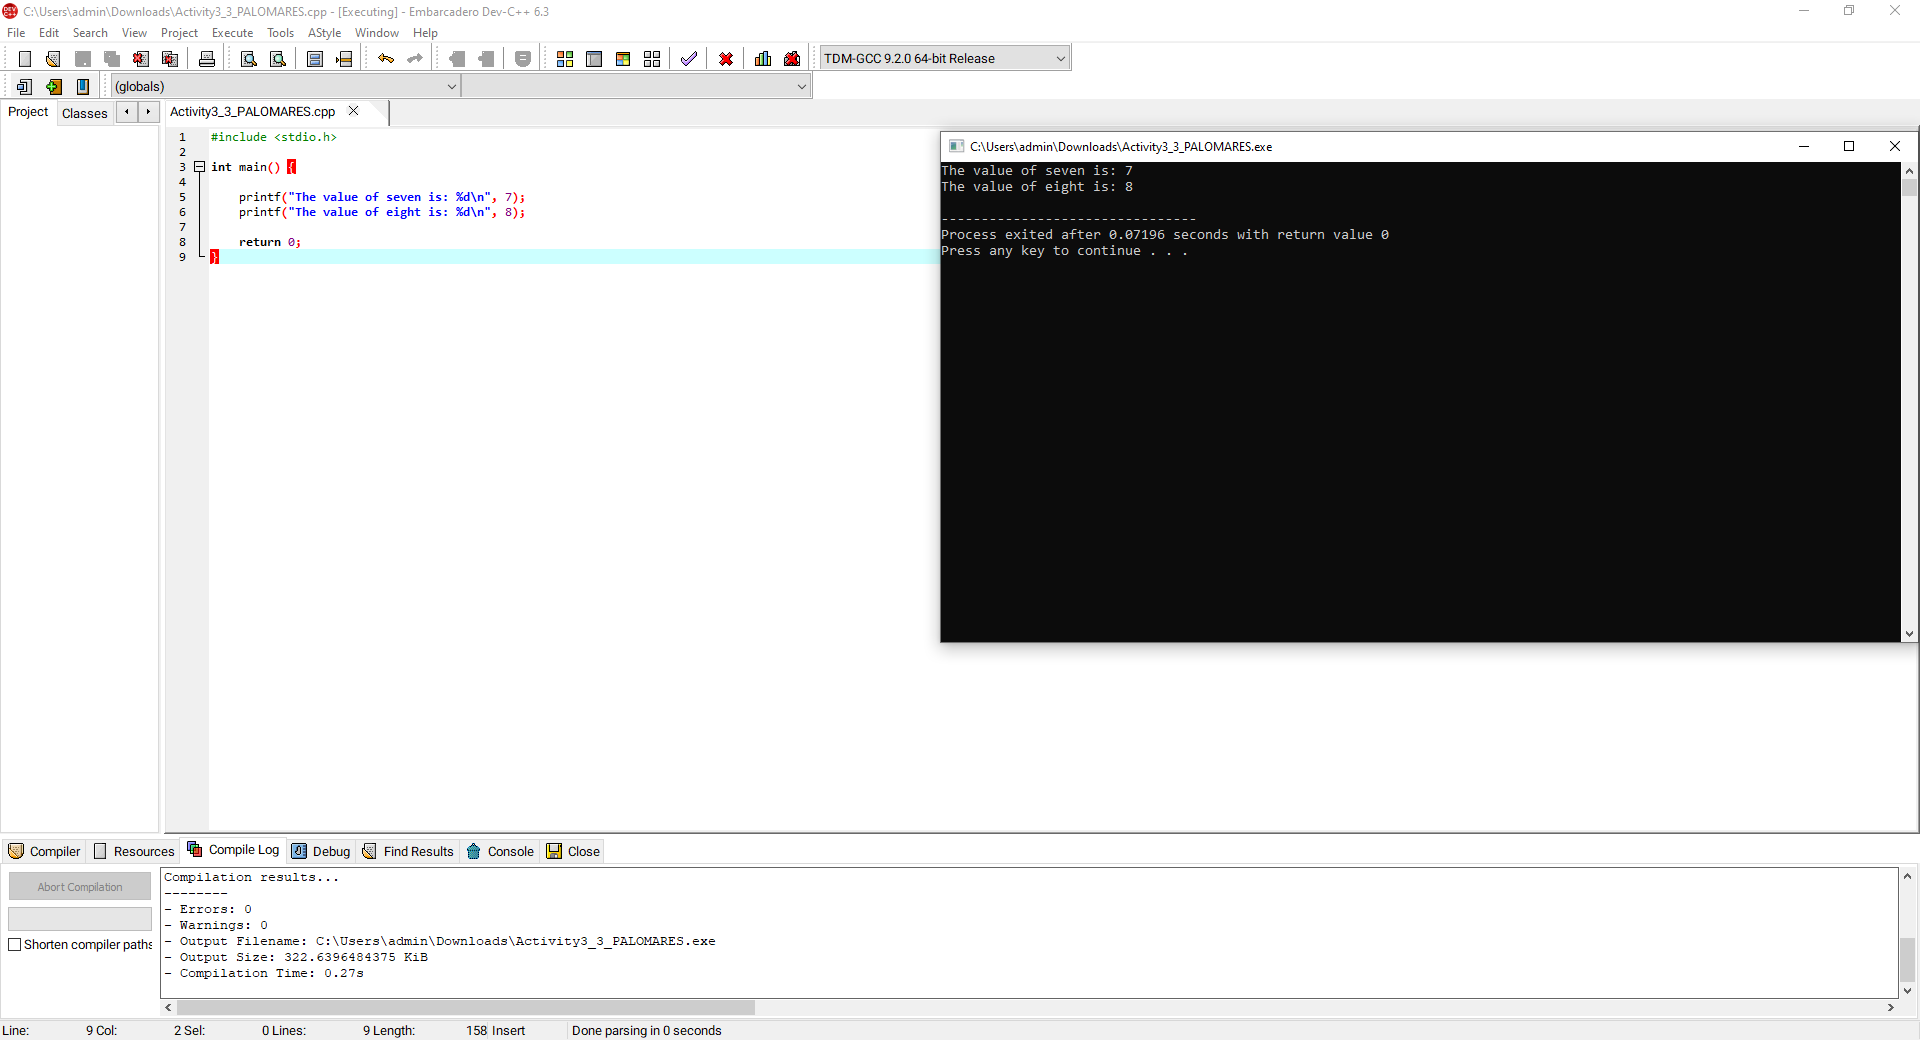 C:\Users\admin\Downloads\Activity3_3_PALOMARES.cpp - [Executing] - Embarcadero Dev-C++ 6.3
File Edit Search View Project Execute Tools AStyle Window Help
TDM-GCC 9.2.0 64-bit Release
(globals)
Project Classes Activity3_3_PALOMARES.cpp
1 #include <stdio.h>
2
3 int main() {
4
5 printf("The value of seven is: %d\n", 7);
6 printf("The value of eight is: %d\n", 8);
7
8 return 0;
9 }
C:\Users\admin\Downloads\Activity3_3_PALOMARES.exe
The value of seven is: 7
The value of eight is: 8
--------------------------------
Process exited after 0.07196 seconds with return value 0
Press any key to continue . . .
Compiler Resources Compile Log Debug Find Results Console Close
Abort Compilation
Shorten compiler paths
Compilation results...
--------
- Errors: 0
- Warnings: 0
- Output Filename: C:\Users\admin\Downloads\Activity3_3_PALOMARES.exe
- Output Size: 322.6396484375 KiB
- Compilation Time: 0.27s
Line: 9 Col: 2 Sel: 0 Lines: 9 Length: 158 Insert Done parsing in 0 seconds